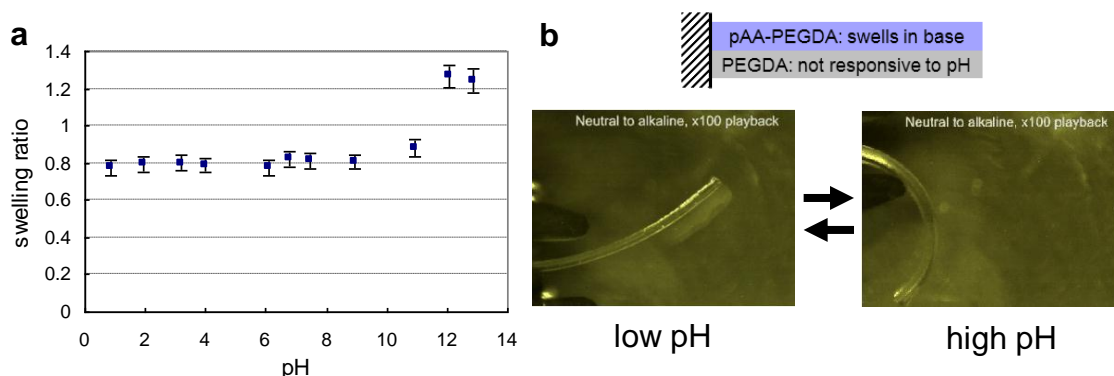 a
1.4
1.2
1
0.8
0.6
0.4
0.2
0
swelling ratio
0 2 4 6 8 10 12 14
pH
b
pAA-PEGDA: swells in base
PEGDA: not responsive to pH
Neutral to alkaline, x100 playback
Neutral to alkaline, x100 playback
low pH
high pH